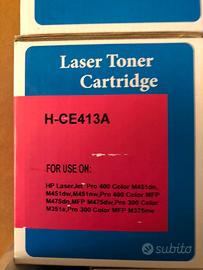 Laser Toner
Cartridge
H-CE413A
FOR USE ON:
HP LaserJet Pro 400 Color M451dn,
M451dw,M451nw,Pro 400 Color MFP
M475dn,MFP M475dw,Pro 300 Color
M351a,Pro 300 Color MFP M375nw
subito